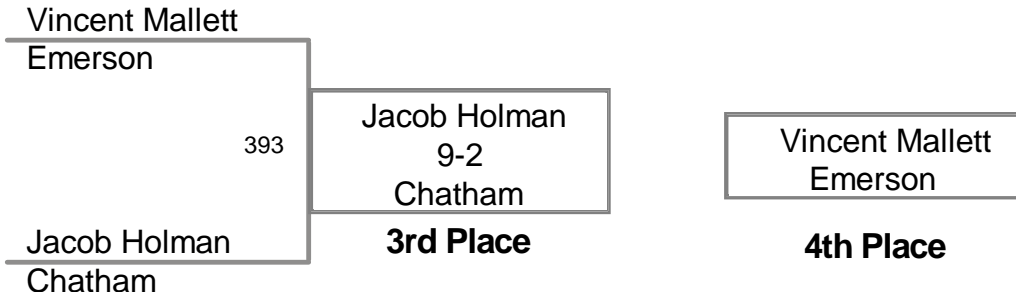 Vincent Mallett
Emerson
393
Jacob Holman
Chatham
Jacob Holman
9-2
Chatham
3rd Place
Vincent Mallett
Emerson
4th Place